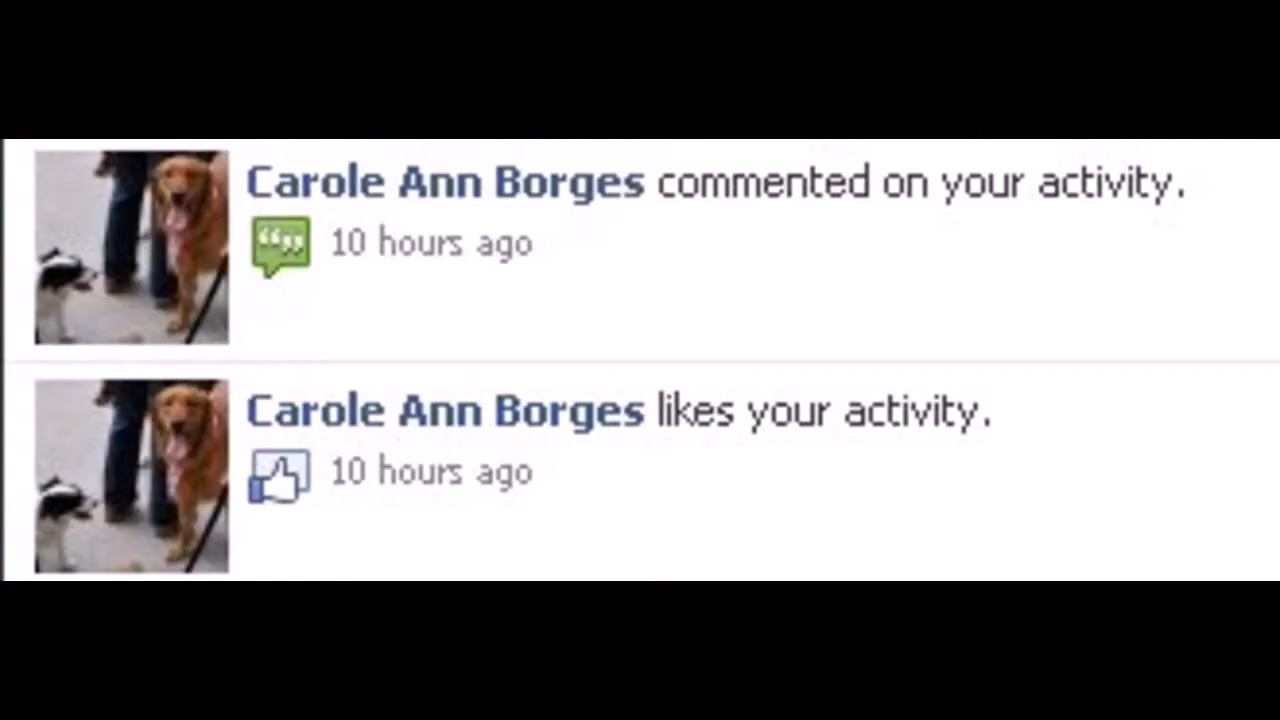 Carole Ann Borges commented on your activity.
10 hours ago
Carole Ann Borges likes your activity.
10 hours ago